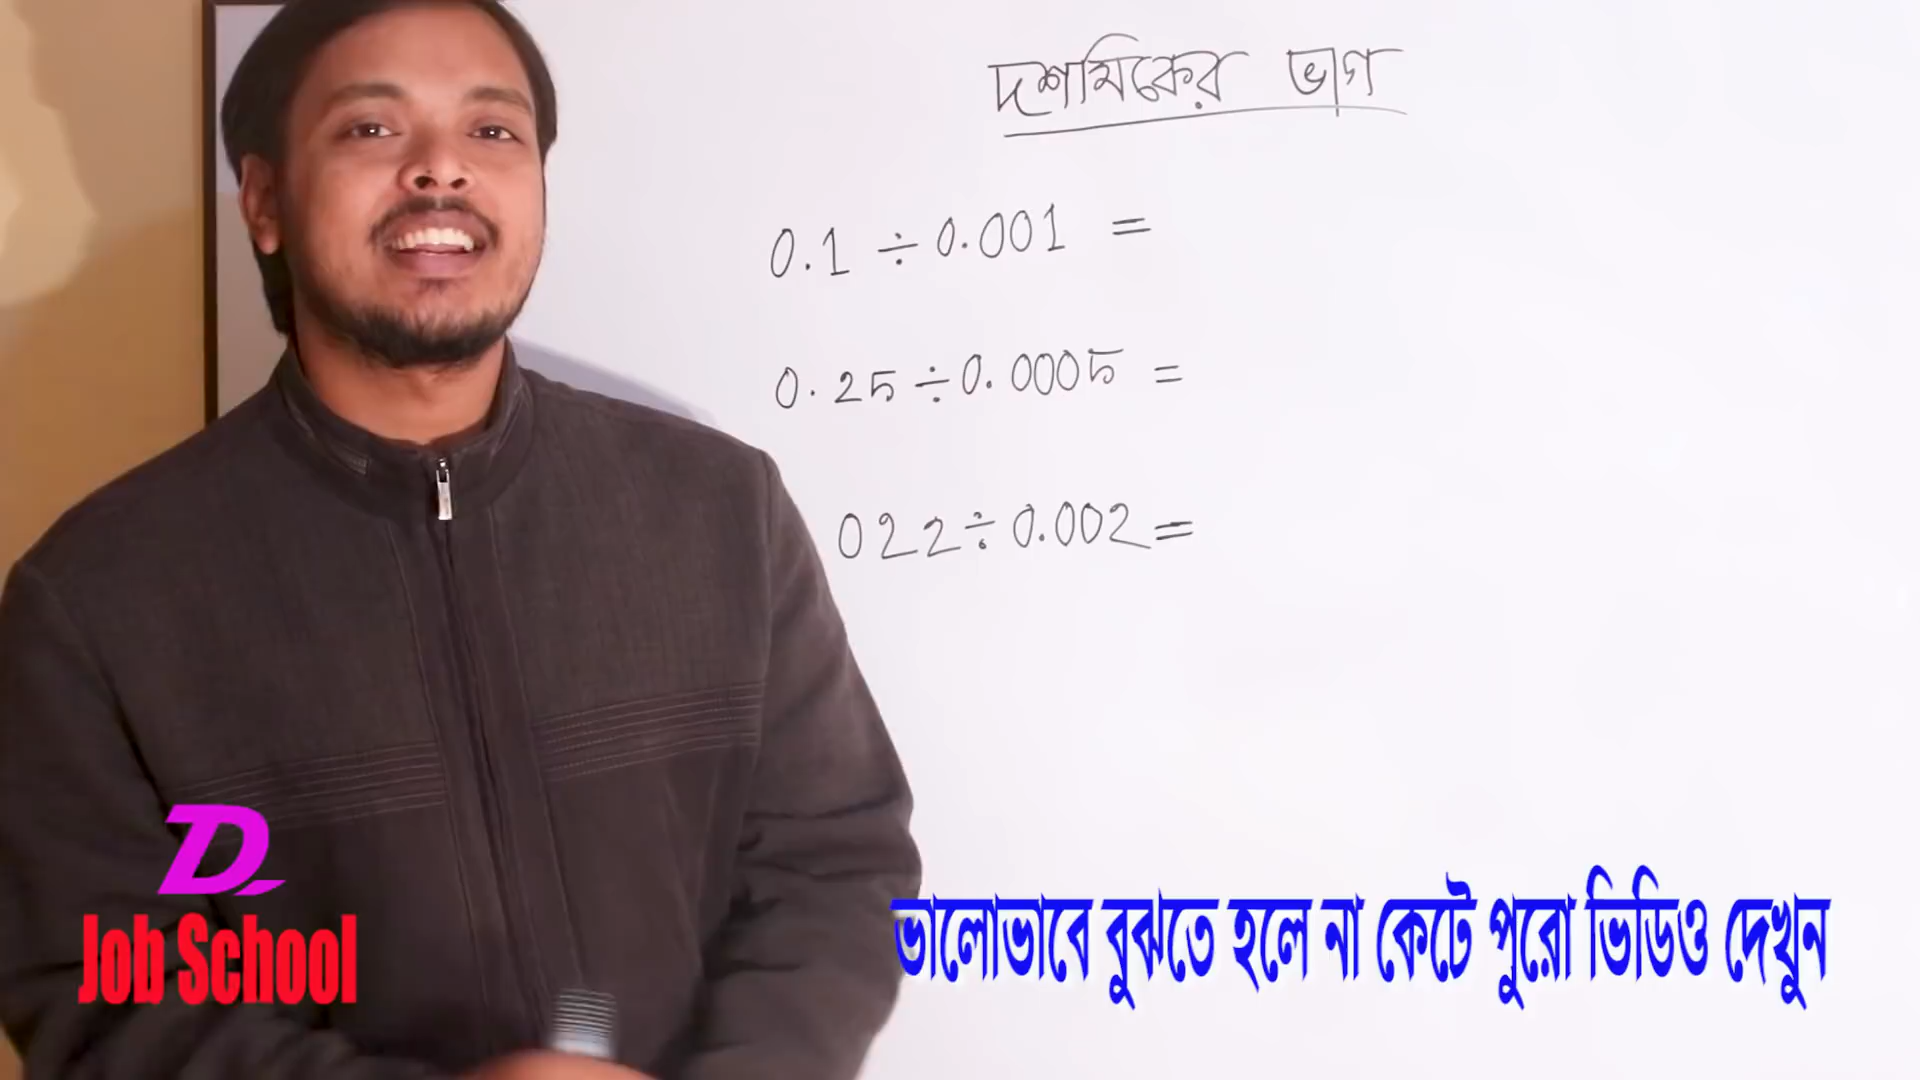 দশমিকের ভাগ
0.1 ÷ 0.001 =
0.25 ÷ 0.0005 =
022 ÷ 0.002 =
D
Job School
ভালোভাবে বুঝতে হলে না কেটে পুরো ভিডিও দেখুন